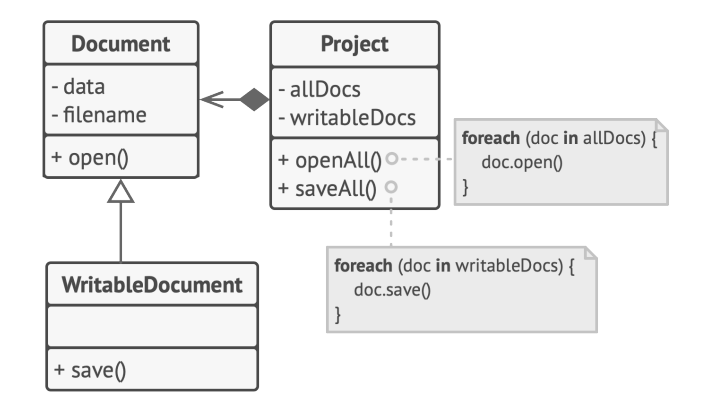 Document
- data
- filename
+ open()
Project
- allDocs
- writableDocs
+ openAll()
+ saveAll()
foreach (doc in allDocs) {
doc.open()
}
foreach (doc in writableDocs) {
doc.save()
}
WritableDocument
+ save()